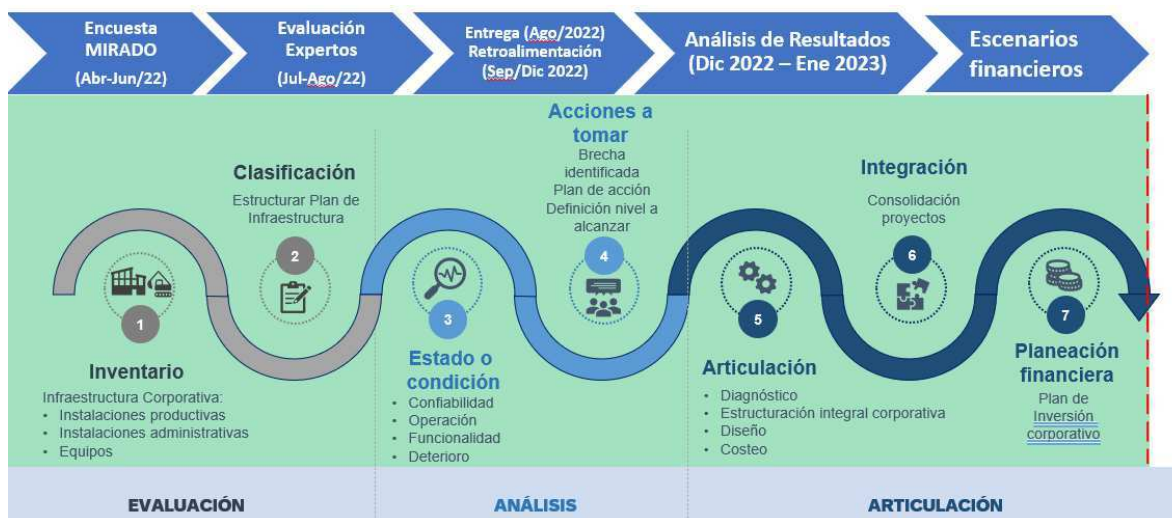 Encuesta
MIRADO
(Abr-Jun/22)
Evaluación
Expertos
(Jul-Ago/22)
Entrega (Ago/2022)
Retroalimentación
(Sep/Dic 2022)
Análisis de Resultados
(Dic 2022 – Ene 2023)
Escenarios
financieros
1
Inventario
Infraestructura Corporativa:
• Instalaciones productivas
• Instalaciones administrativas
• Equipos
Clasificación
Estructurar Plan de
Infraestructura
2
3
Estado o
condición
• Confiabilidad
• Operación
• Funcionalidad
• Deterioro
Acciones a
tomar
Brecha
identificada
Plan de acción
Definición nivel a
alcanzar
4
5
Articulación
• Diagnóstico
• Estructuración integral corporativa
• Diseño
• Costeo
Integración
Consolidación
proyectos
6
7
Planeación
financiera
Plan de
Inversión
corporativo
EVALUACIÓN
ANÁLISIS
ARTICULACIÓN